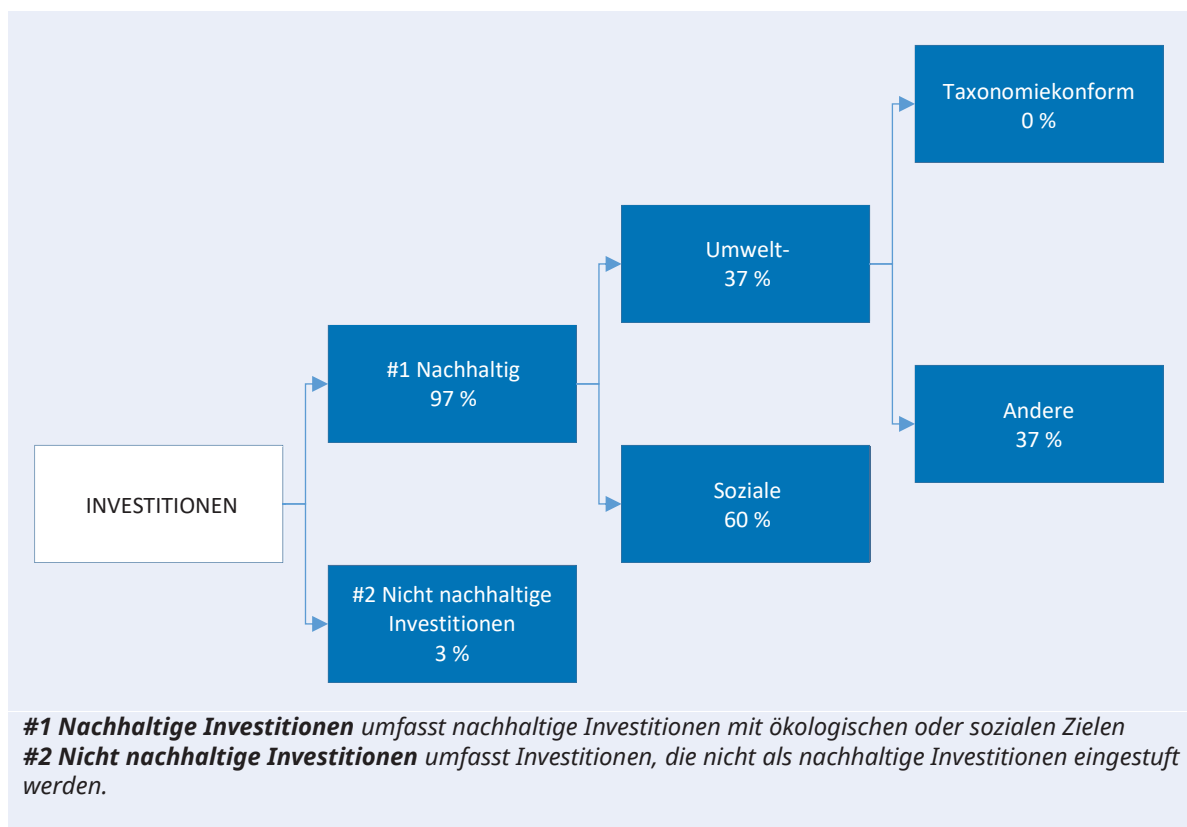 Taxonomiekonform
0 %
Umwelt-
37 %
#1 Nachhaltig
97 %
Andere
37 %
INVESTITIONEN
Soziale
60 %
#2 Nicht nachhaltige
Investitionen
3 %
#1 Nachhaltige Investitionen umfasst nachhaltige Investitionen mit ökologischen oder sozialen Zielen
#2 Nicht nachhaltige Investitionen umfasst Investitionen, die nicht als nachhaltige Investitionen eingestuft
werden.